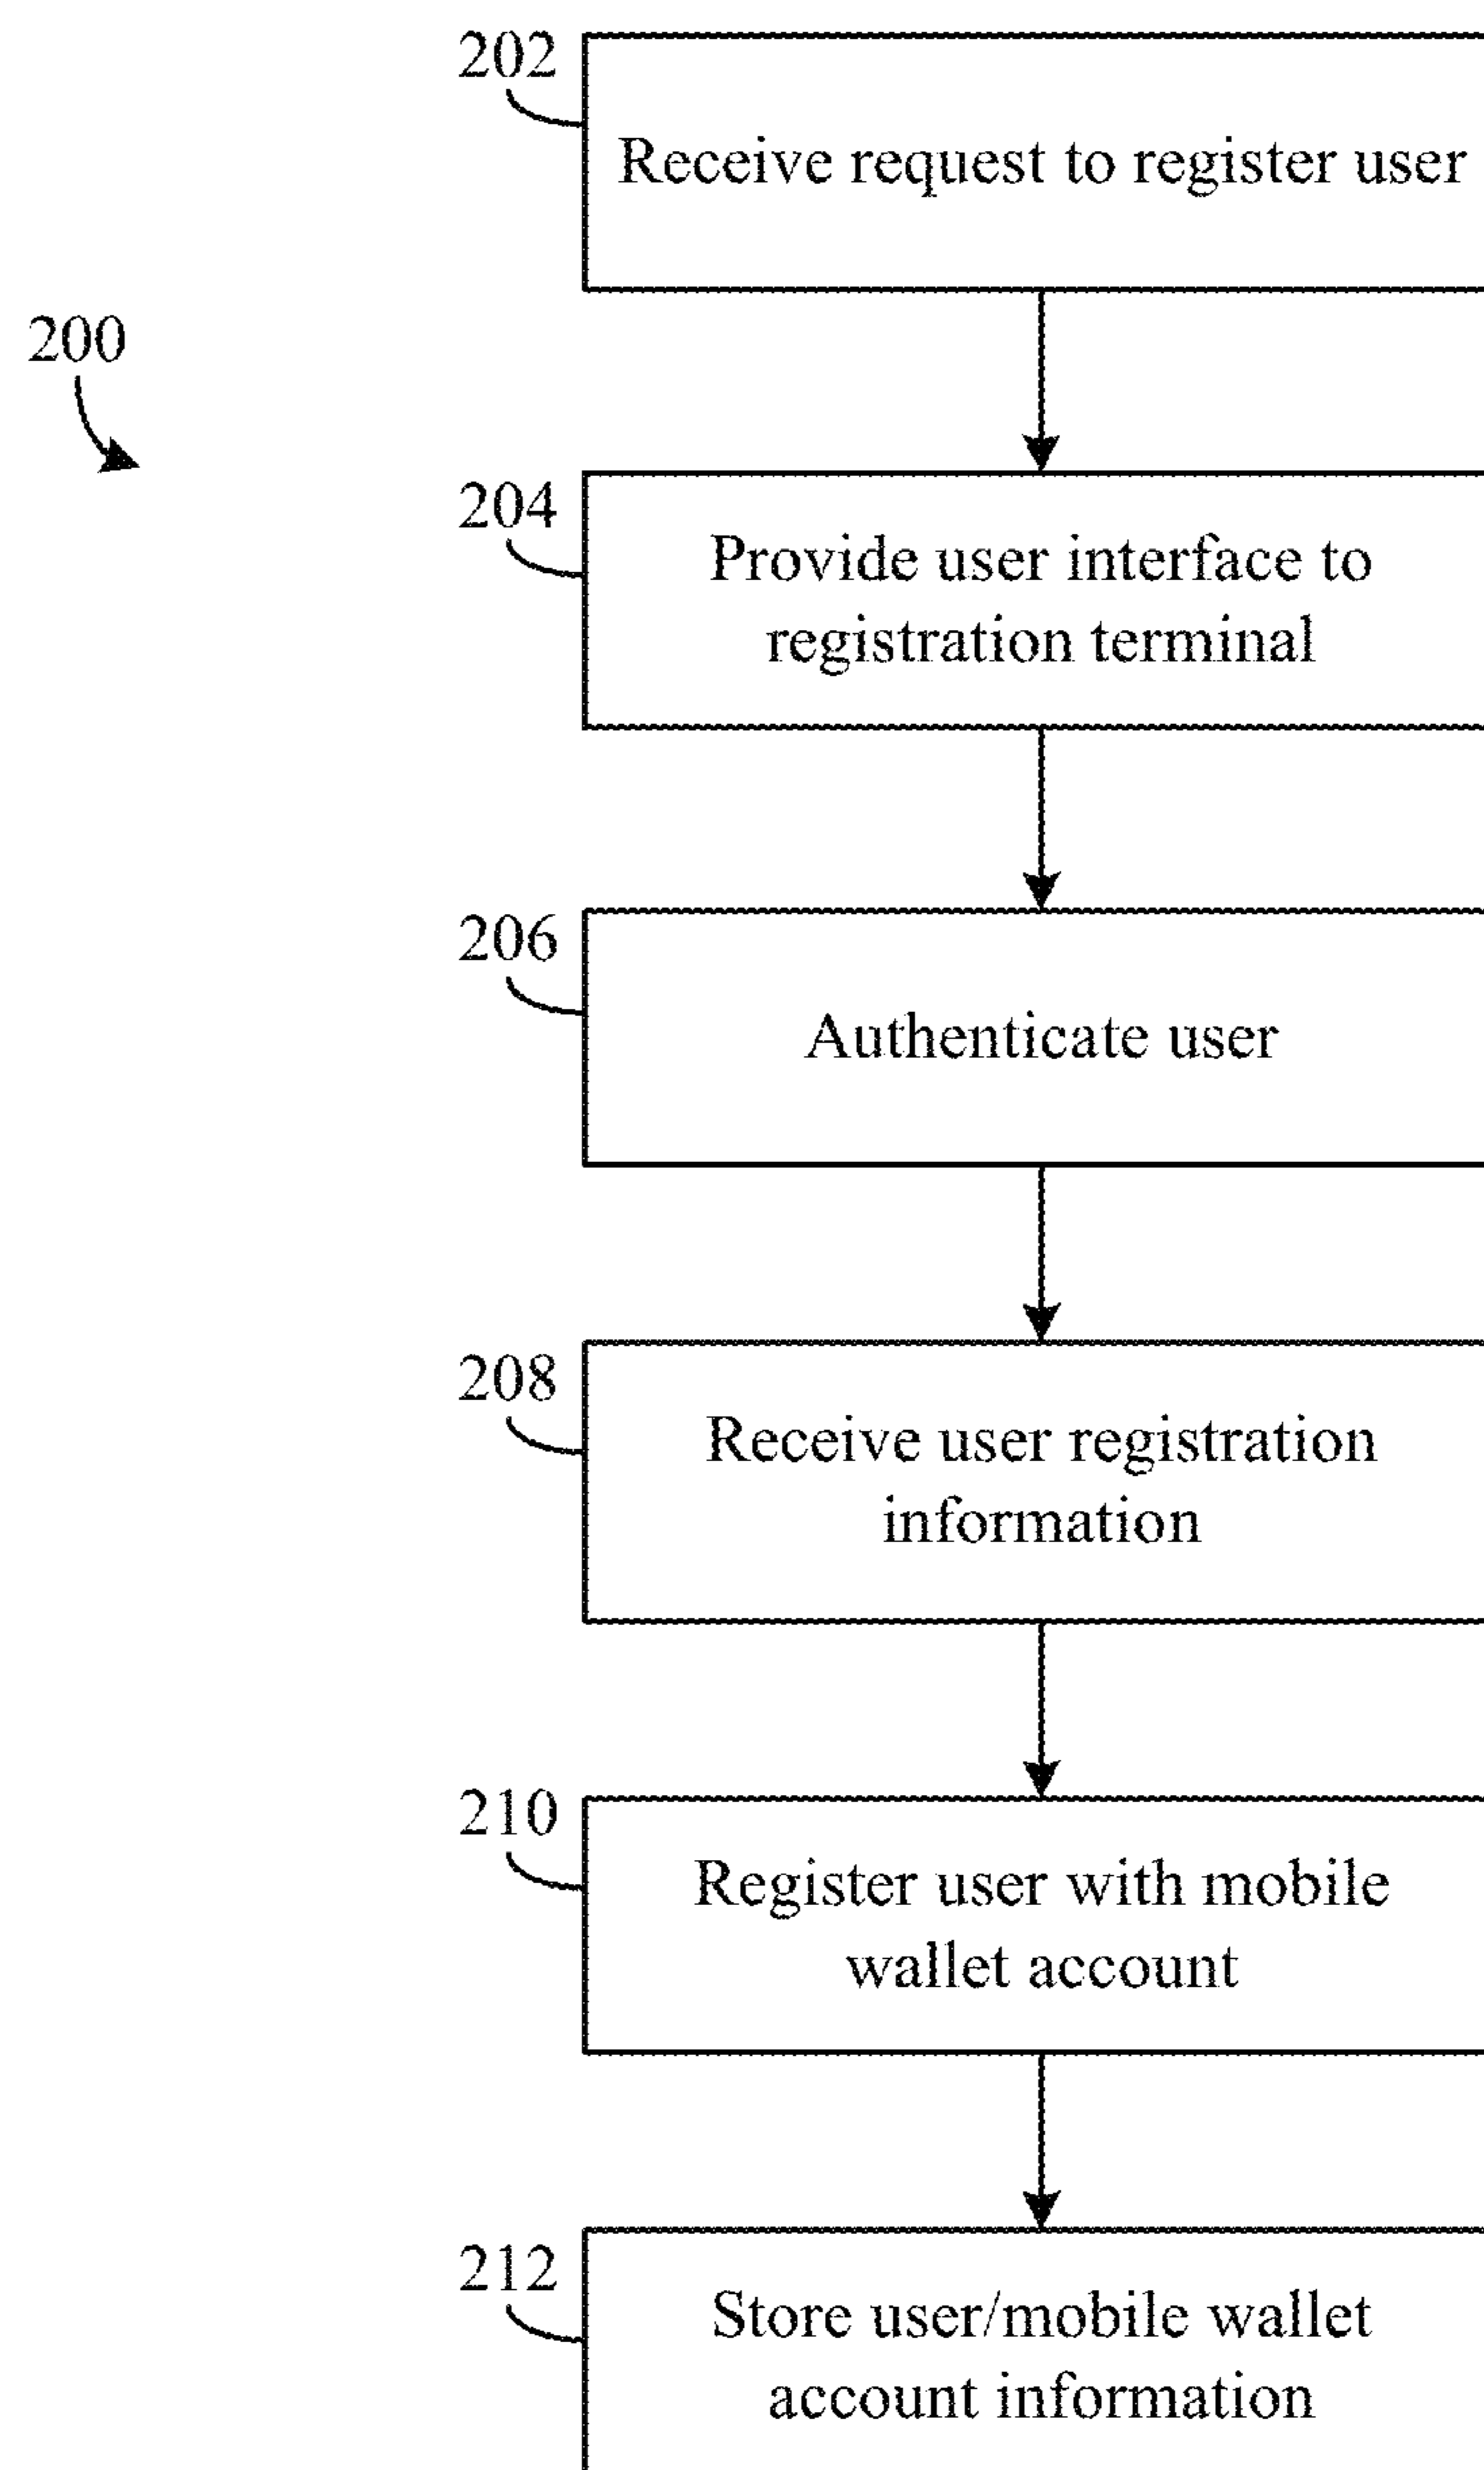 202
Receive request to register user
200
204
Provide user interface to
registration terminal
206
Authenticate user
208
Receive user registration
information
210
Register user with mobile
wallet account
212
Store user/mobile wallet
account information